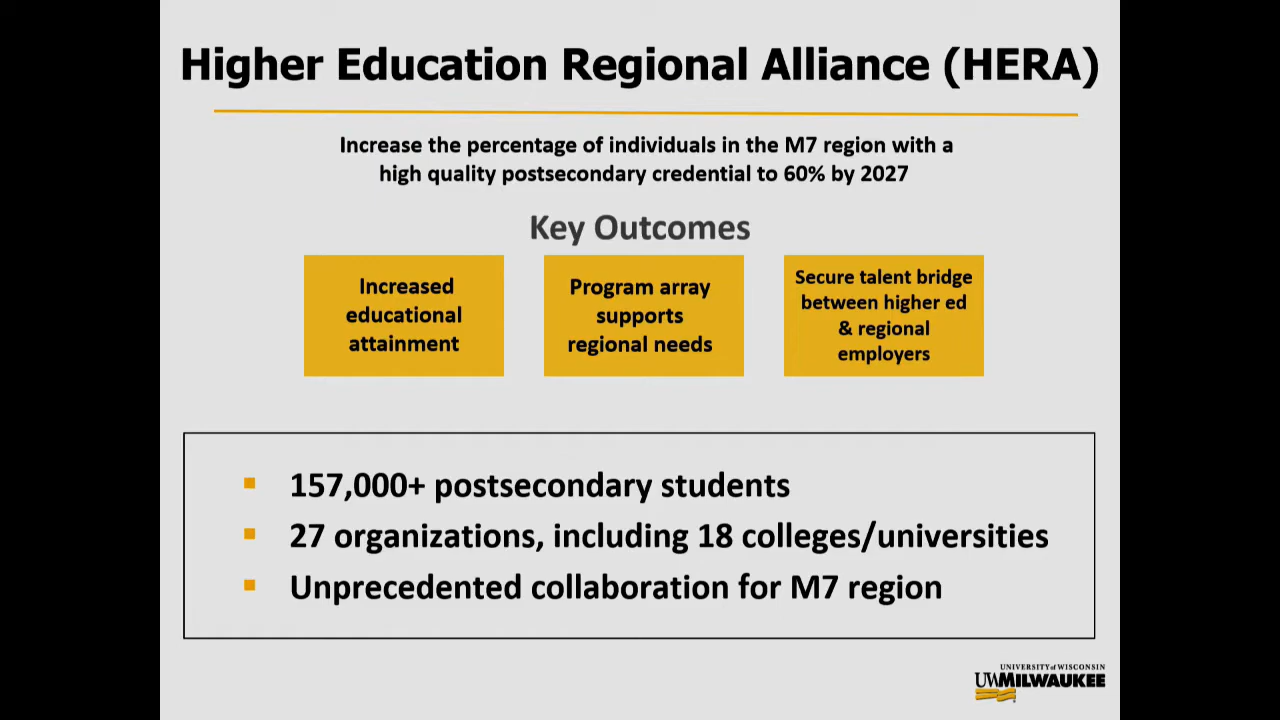 Higher Education Regional Alliance (HERA)
Increase the percentage of individuals in the M7 region with a
high quality postsecondary credential to 60% by 2027
Key Outcomes
Increased
educational
attainment
Program array
supports
regional needs
Secure talent bridge
between higher ed
& regional
employers
▪ 157,000+ postsecondary students
▪ 27 organizations, including 18 colleges/universities
▪ Unprecedented collaboration for M7 region
UNIVERSITY of WISCONSIN
UWMILWAUKEE